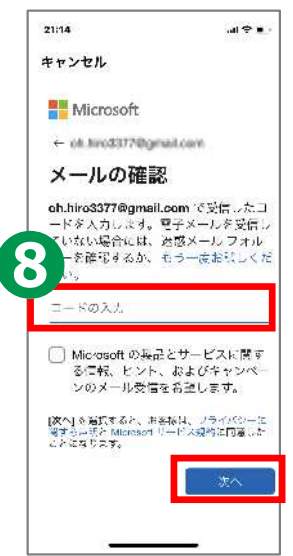 21:14
キャンセル
Microsoft
← oh.hiro3377@gmail.com
メールの確認
oh.hiro3377@gmail.com で受信したコ
ードを入力します。電子メールを受信し
ていない場合には、迷惑メール フォル
ーを確認するか、もう一度お試しくだ
い。
8
コードの入力
Microsoft の製品とサービスに関す
る情報、ヒント、およびキャンペー
ンのメール受信を希望します。
[次へ] を選択すると、お客様は、プライバシーに
関する声明と Microsoft サービス規約に同意した
ことになります。
次へ